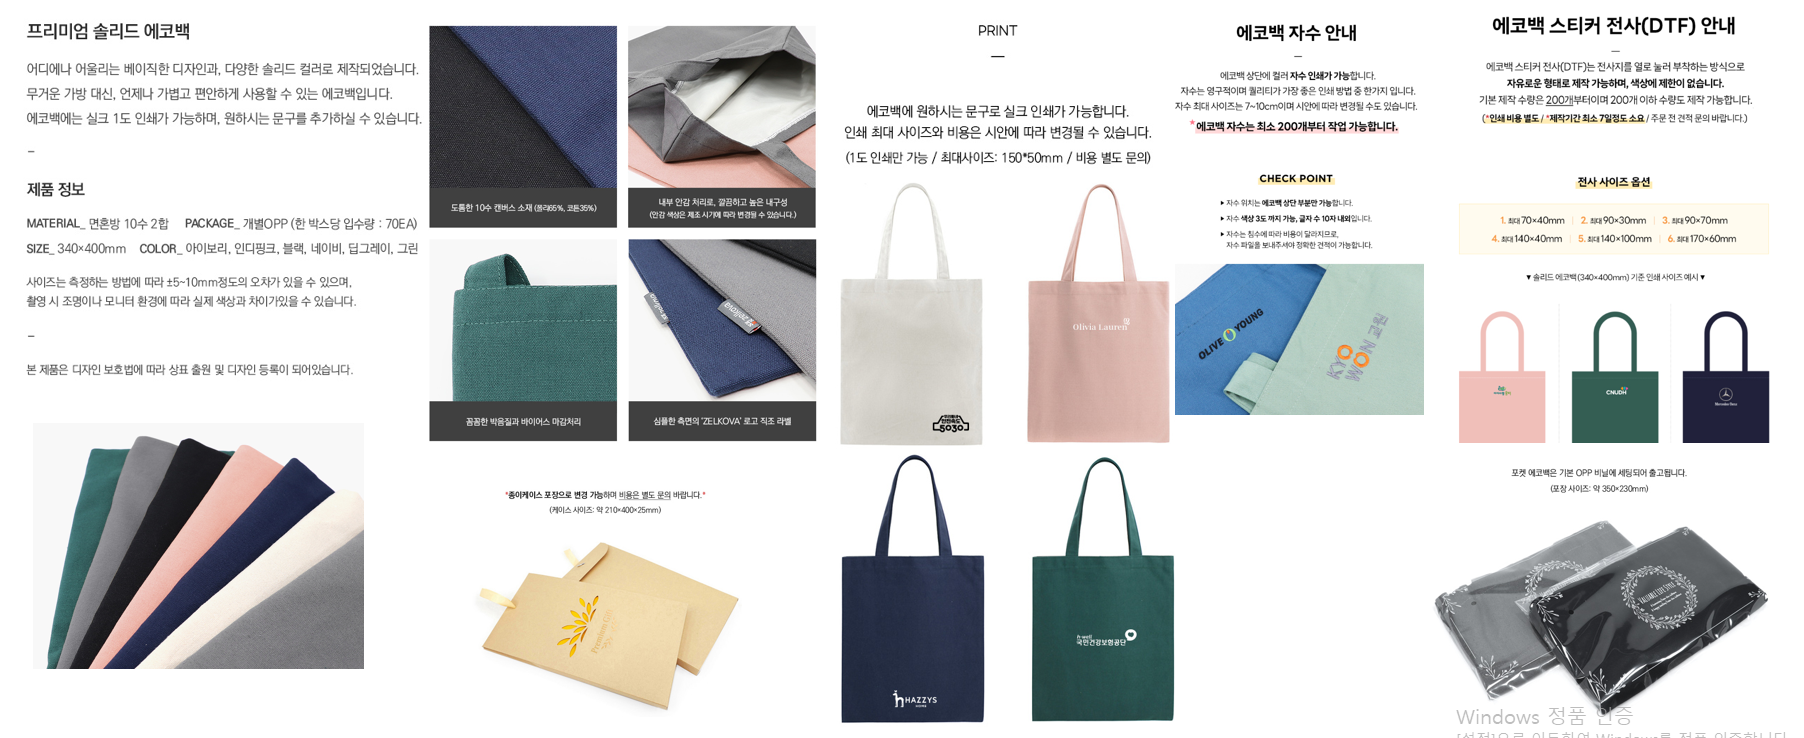 프리미엄 솔리드 에코백
어디에나 어울리는 베이직한 디자인과, 다양한 솔리드 컬러로 제작되었습니다.
무거운 가방 대신, 언제나 가볍고 편안하게 사용할 수 있는 에코백입니다.
에코백에는 실크 1도 인쇄가 가능하며, 원하시는 문구를 추가하실 수 있습니다.
–
제품 정보
MATERIAL_ 면혼방 10수 2합 PACKAGE_ 개별OPP (한 박스당 입수량 : 70EA)
SIZE_ 340×400mm COLOR_ 아이보리, 인디핑크, 블랙, 네이비, 딥그레이, 그린
사이즈는 측정하는 방법에 따라 ±5~10mm정도의 오차가 있을 수 있으며,
촬영 시 조명이나 모니터 환경에 따라 실제 색상과 차이가있을 수 있습니다.
–
본 제품은 디자인 보호법에 따라 상표 출원 및 디자인 등록이 되어있습니다.
도톰한 10수 캔버스 소재 (폴리65%, 코튼35%)
내부 안감 처리로, 깔끔하고 높은 내구성
(안감 색상은 제조 시기에 따라 변경될 수 있습니다.)
zelkova
꼼꼼한 박음질과 바이어스 마감처리
심플한 측면의 'ZELKOVA' 로고 직조 라벨
*종이케이스 포장으로 변경 가능하며 비용은 별도 문의 바랍니다.*
(케이스 사이즈: 약 210×400×25mm)
PRINT
—
에코백에 원하시는 문구로 실크 인쇄가 가능합니다.
인쇄 최대 사이즈와 비용은 시안에 따라 변경될 수 있습니다.
(1도 인쇄만 가능 / 최대사이즈: 150*50mm / 비용 별도 문의)
안전속도
5030
Olivia Lauren
HAZZYS
HOME
h-well
국민건강보험공단
에코백 자수 안내
—
에코백 상단에 컬러 자수 인쇄가 가능합니다.
자수는 영구적이며 퀄리티가 가장 좋은 인쇄 방법 중 한가지 입니다.
자수 최대 사이즈는 7~10cm이며 시안에 따라 변경될 수도 있습니다.
*에코백 자수는 최소 200개부터 작업 가능합니다.
CHECK POINT
▶ 자수 위치는 에코백 상단 부분만 가능합니다.
▶ 자수 색상 3도 까지 가능, 글자 수 10자 내외입니다.
▶ 자수는 침수에 따라 비용이 달라지므로,
자수 파일을 보내주셔야 정확한 견적이 가능합니다.
OLIVE YOUNG
KYOWON 교원
에코백 스티커 전사(DTF) 안내
—
에코백 스티커 전사(DTF)는 전사지를 열로 눌러 부착하는 방식으로
자유로운 형태로 제작 가능하며, 색상에 제한이 없습니다.
기본 제작 수량은 200개부터이며 200개 이하 수량도 제작 가능합니다.
(*인쇄 비용 별도 / *제작기간 최소 7일정도 소요 / 주문 전 견적 문의 바랍니다.)
전사 사이즈 옵션
1. 최대 70×40mm | 2. 최대 90×30mm | 3. 최대 90×70mm
4. 최대 140×40mm | 5. 최대 140×100mm | 6. 최대 170×60mm
▼ 솔리드 에코백(340×400mm) 기준 인쇄 사이즈 예시 ▼
CNUDH
Mercedes-Benz
포켓 에코백은 기본 OPP 비닐에 세팅되어 출고됩니다.
(포장 사이즈: 약 350×230mm)
Windows 정품 인증